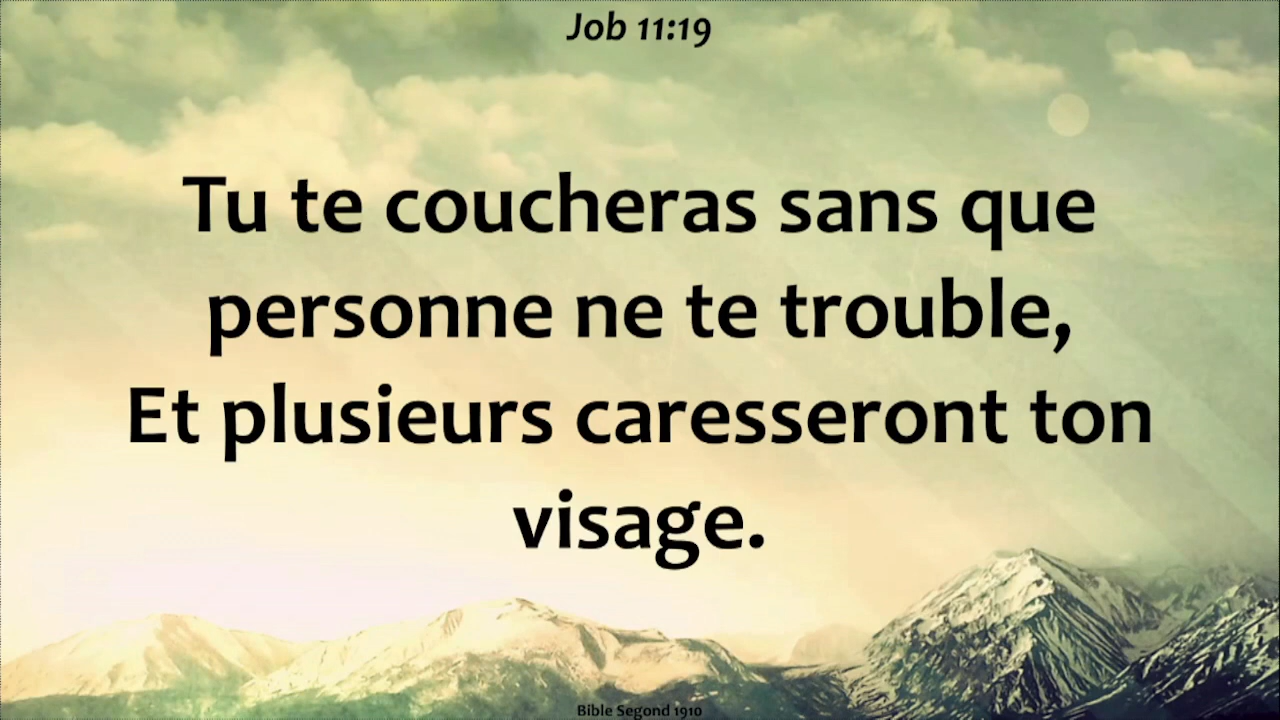 Job 11:19
Tu te coucheras sans que
personne ne te trouble,
Et plusieurs caresseront ton
visage.
Bible Segond 1910